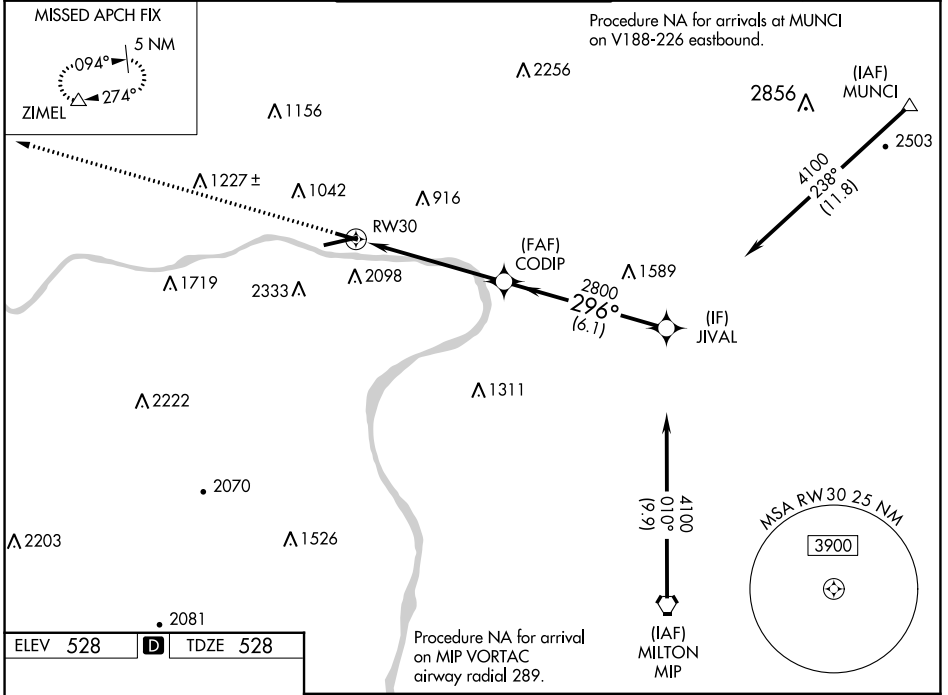 MISSED APCH FIX
5 NM
094°
274°
ZIMEL
Procedure NA for arrivals at MUNCI
on V188-226 eastbound.
2256
(IAF)
MUNCI
2856
1156
2503
4100
238°
(11.8)
1227 ±
1042
916
RW30
(FAF)
CODIP
1589
1719
2333
2098
2800
296°
(6.1)
(IF)
JIVAL
1311
2222
2070
4100
010°
(9.9)
MSA RW30 25 NM
3900
2203
1526
2081
(IAF)
MILTON
MIP
Procedure NA for arrival
on MIP VORTAC
airway radial 289.
ELEV 528 D TDZE 528